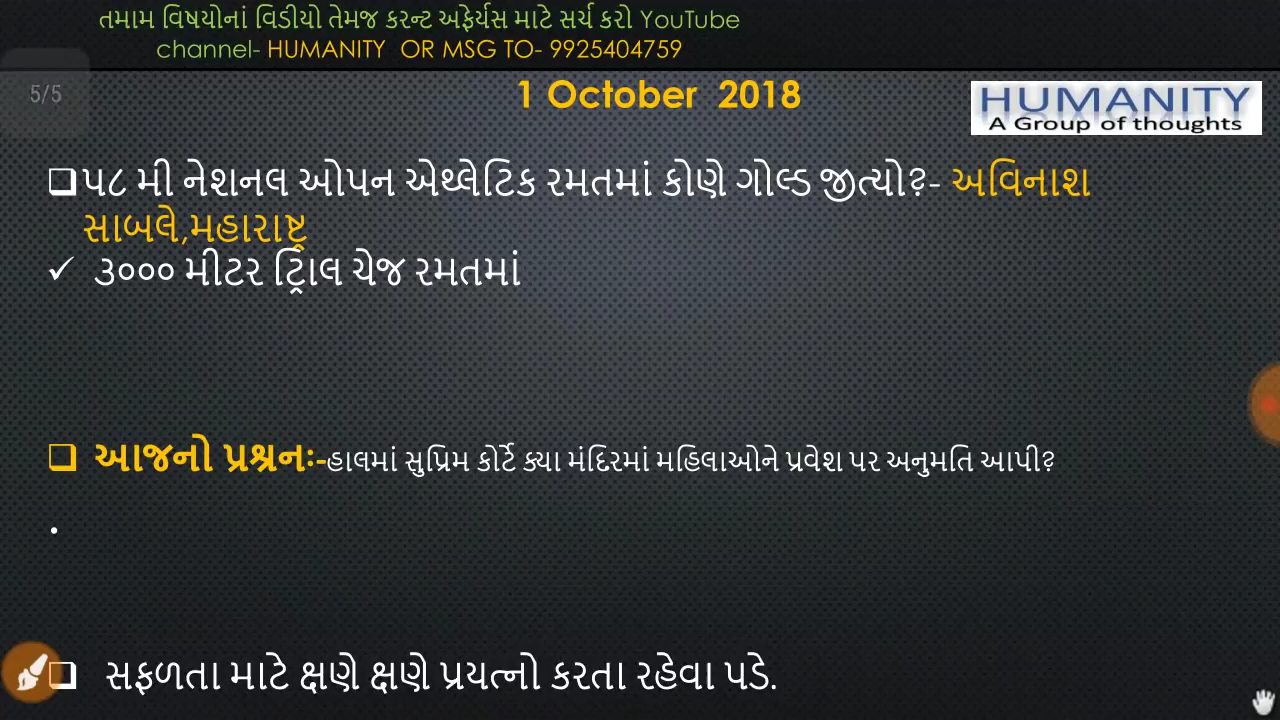 તમામ વિષયોનાં વિડીયો તેમજ કરન્ટ અફેર્યસ માટે સર્ચ કરો YouTube
channel- HUMANITY OR MSG TO- 9925404759
5/5
1 October 2018
HUMANITY
A Group of thoughts
૫૮ મી નેશનલ ઓપન એથ્લેટિક રમતમાં કોણે ગોલ્ડ જીત્યો?- અવિનાશ
સાબલે,મહારાષ્ટ્ર
૩૦૦૦ મીટર ટ્રિાલ ચેજ રમતમાં
આજનો પ્રશ્રનઃ-હાલમાં સુપ્રિમ કોર્ટે ક્યા મંદિરમાં મહિલાઓને પ્રવેશ પર અનુમતિ આપી?
સફળતા માટે ક્ષણે ક્ષણે પ્રયત્નો કરતા રહેવા પડે.